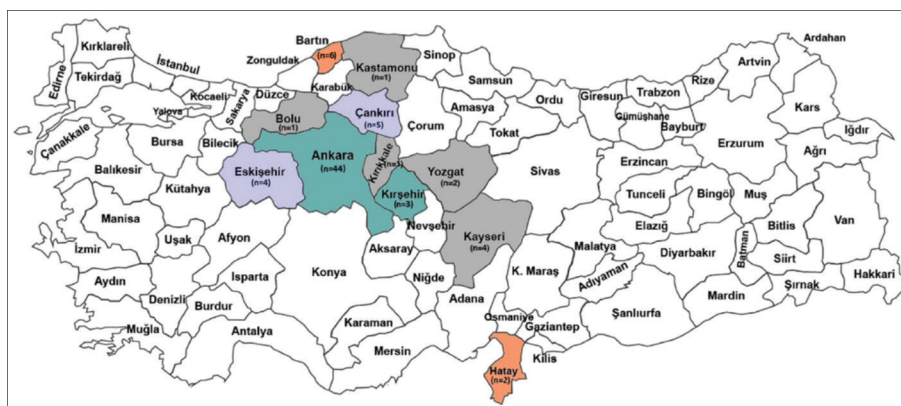 Kırklareli
Edirne
Tekirdağ
İstanbul
Kocaeli
Yalova
Sakarya
Düzce
Zonguldak
Bartın
(n=6)
Karabük
Kastamonu
(n=1)
Sinop
Samsun
Ordu
Giresun
Trabzon
Rize
Artvin
Ardahan
Kars
Iğdır
Ağrı
Erzurum
Bayburt
Gümüşhane
Tokat
Amasya
Çorum
Çankırı
(n=5)
Bolu
(n=1)
Bilecik
Bursa
Çanakkale
Balıkesir
Kütahya
Eskişehir
(n=4)
Ankara
(n=44)
Kırıkkale
(n=1)
Kırşehir
(n=3)
Yozgat
(n=2)
Sivas
Erzincan
Tunceli
Bingöl
Muş
Van
Bitlis
Siirt
Batman
Diyarbakır
Elazığ
Malatya
Kayseri
(n=4)
Nevşehir
Aksaray
Afyon
Uşak
Manisa
İzmir
Aydın
Denizli
Isparta
Burdur
Konya
Niğde
K. Maraş
Adıyaman
Şanlıurfa
Mardin
Şırnak
Hakkari
Muğla
Antalya
Karaman
Mersin
Adana
Osmaniye
Gaziantep
Kilis
Hatay
(n=2)